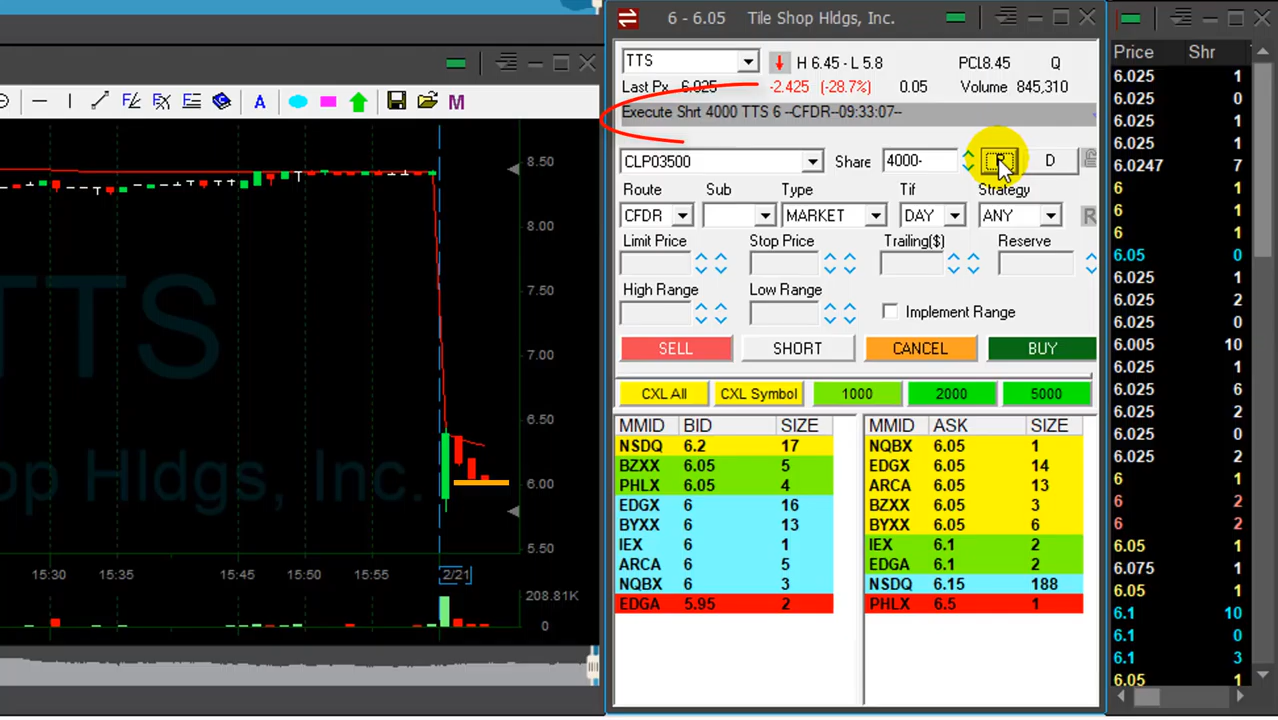 6 - 6.05 Tile Shop Hldgs, Inc.
TTS H 6.45 - L 5.8 PCL8.45 Q
Last Px 6.025 -2.425 (-28.7%) 0.05 Volume 845,310
Execute Shrt 4000 TTS 6 --CFDR--09:33:07--
CLP03500 Share 4000- P D
Route Sub Type Tif Strategy
CFDR MARKET DAY ANY R
Limit Price Stop Price Trailing($) Reserve
High Range Low Range
Implement Range
SELL SHORT CANCEL BUY
CXL All CXL Symbol 1000 2000 5000
MMID BID SIZE MMID ASK SIZE
NSDQ 6.2 17 NQBX 6.05 1
BZXX 6.05 5 EDGX 6.05 14
PHLX 6.05 4 ARCA 6.05 13
EDGX 6 16 BZXX 6.05 3
BYXX 6 13 BYXX 6.05 6
IEX 6 1 IEX 6.1 2
ARCA 6 5 EDGA 6.1 2
NQBX 6 3 NSDQ 6.15 188
EDGA 5.95 2 PHLX 6.5 1
A M
8.50
8.00
7.50
7.00
6.50
6.00
5.50
TTS
op Hldgs, Inc.
15:30 15:35 15:45 15:50 15:55 2/21
208.81K
0
Price Shr
6.025 1
6.025 0
6.025 1
6.025 1
6.0247 7
6 1
6 1
6 1
6.05 0
6.025 1
6.025 2
6.025 0
6.005 10
6.025 1
6.025 6
6.025 2
6.025 0
6.025 2
6 1
6 2
6 2
6.05 1
6.075 1
6.05 1
6.1 10
6.1 0
6.1 3
6.05 1